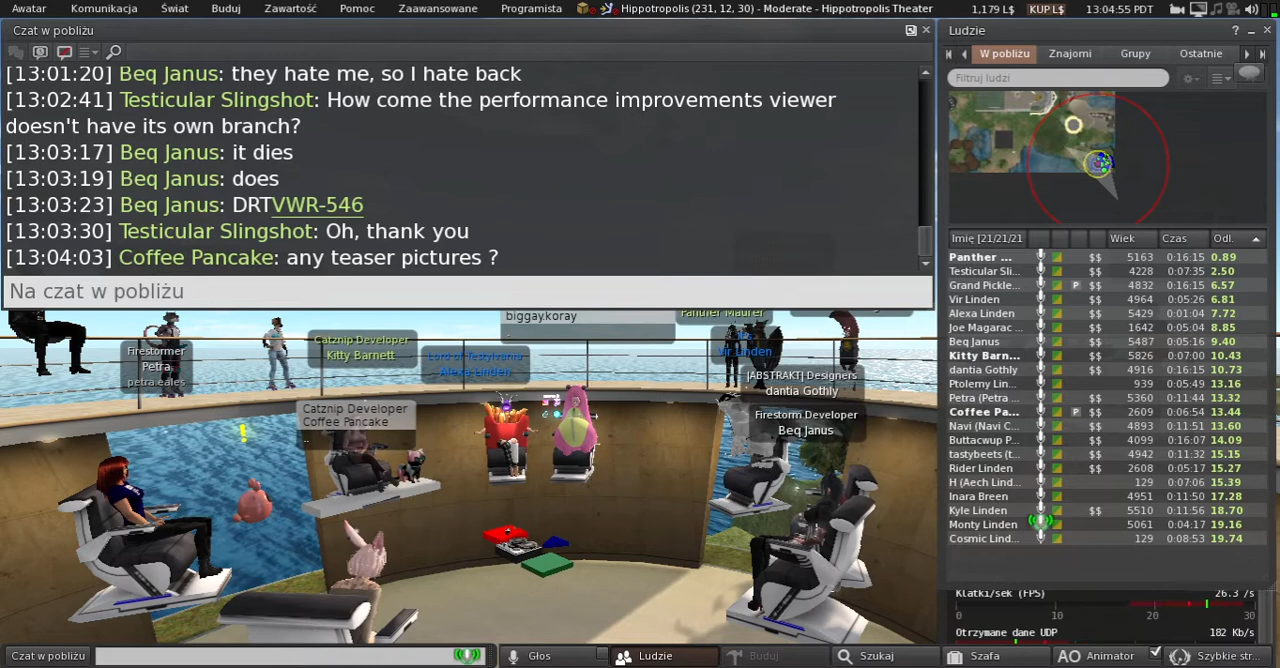 Awatar Komunikacja Świat Buduj Zawartość Pomoc Zaawansowane Programista Hippotropolis (231, 12, 30) - Moderate - Hippotropolis Theater 1,179 L$ KUP L$ 13:04:55 PDT
Czat w pobliżu
[13:01:20] Beq Janus: they hate me, so I hate back
[13:02:41] Testicular Slingshot: How come the performance improvements viewer
doesn't have its own branch?
[13:03:17] Beq Janus: it dies
[13:03:19] Beq Janus: does
[13:03:23] Beq Janus: DRTVWR-546
[13:03:30] Testicular Slingshot: Oh, thank you
[13:04:03] Coffee Pancake: any teaser pictures ?
Na czat w pobliżu
biggay.koray
Panther Maurer
Firestormer
Petra
petra.eales
Catznip Developer
Kitty Barnett
Lord of Testylvania
Alexa Linden
Vir Linden
|ABSTRAKT| Designers
dantia Gothly
Catznip Developer
Coffee Pancake
Firestorm Developer
Beq Janus
Ludzie
W pobliżu Znajomi Grupy Ostatnie
Filtruj ludzi
Imię [21/21/21 Wiek Czas Odl.
Panther ... 5163 0:16:15 0.89
Testicular Sli... $$ 4228 0:07:35 2.50
Grand Pickle... P $$ 4832 0:16:15 6.57
Vir Linden $$ 4964 0:05:26 6.81
Alexa Linden $$ 5429 0:01:04 7.72
Joe Magarac ... $$ 1642 0:05:04 8.85
Beq Janus $$ 5487 0:05:16 9.40
Kitty Barn... $$ 5826 0:07:00 10.43
dantia Gothly $$ 4916 0:16:15 10.73
Ptolemy Lin... 939 0:05:49 13.16
Petra (Petra ... $$ 5360 0:11:44 13.32
Coffee Pa... P $$ 2609 0:06:54 13.44
Navi (Navi C... $$ 4893 0:11:51 13.60
Buttacwup P... $$ 4099 0:16:07 14.09
tastybeets (t... $$ 4942 0:11:32 15.15
Rider Linden $$ 2608 0:05:17 15.27
H (Aech Lind... 129 0:07:06 15.39
Inara Breen 4951 0:11:50 17.28
Kyle Linden $$ 5510 0:11:56 18.70
Monty Linden 5061 0:04:17 19.16
Cosmic Lind... 129 0:08:53 19.74
Klatki/sek (FPS) 26.3 /s
0 10 20 30
Otrzymane dane UDP 182 Kb/s
Czat w pobliżu Głos Ludzie Buduj Szukaj Szafa AO Animator Szybkie str...